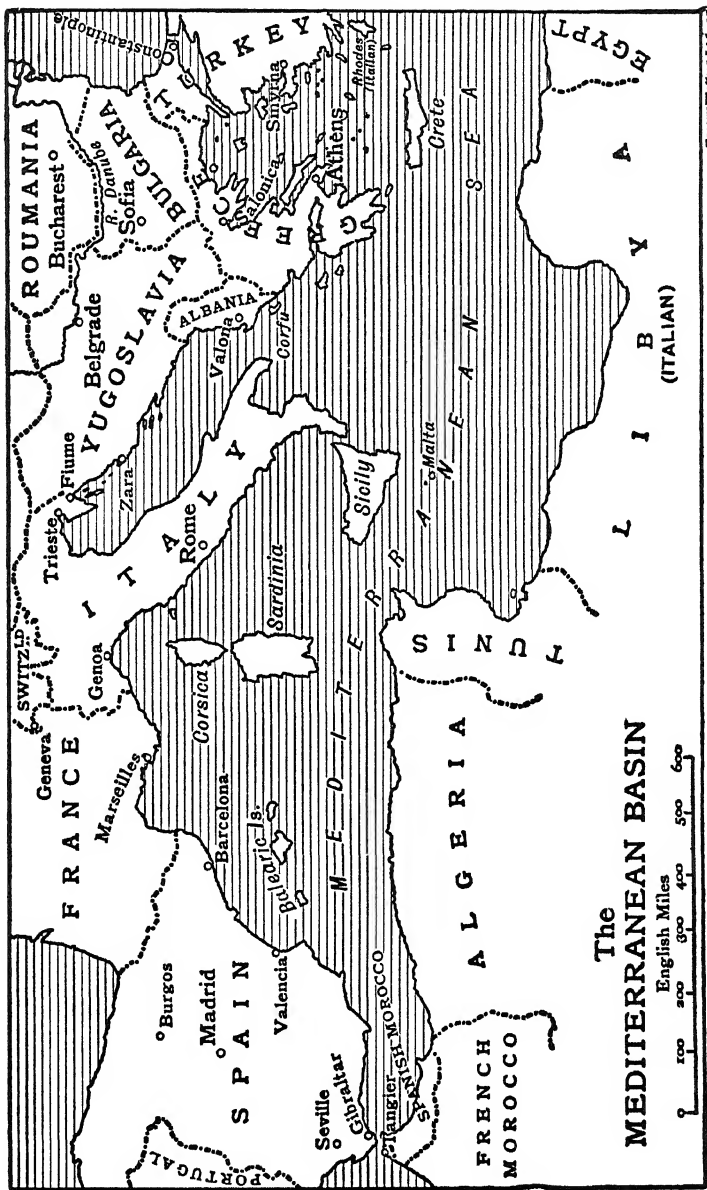 ROUMANIA
Bucharest
R. Danube
Sofia
BULGARIA
Constantinople
TURKEY
Smyrna
Rhodes
(Italian)
Belgrade
YUGOSLAVIA
ALBANIA
Valona
Corfu
Salonica
GREECE
Athens
Crete
EGYPT
Fiume
Trieste
Zara
ITALY
Rome
Genoa
SWITZLD
Geneva
FRANCE
Marseilles
Corsica
Sardinia
Sicily
Malta
MEDITERRANEAN SEA
Barcelona
Balearic Is.
Burgos
Madrid
SPAIN
Valencia
Seville
Gibraltar
PORTUGAL
Tangier
SPANISH MOROCCO
FRENCH
MOROCCO
ALGERIA
TUNIS
LIBYA
(ITALIAN)
The
MEDITERRANEAN BASIN
English Miles
0 100 200 300 400 500 600